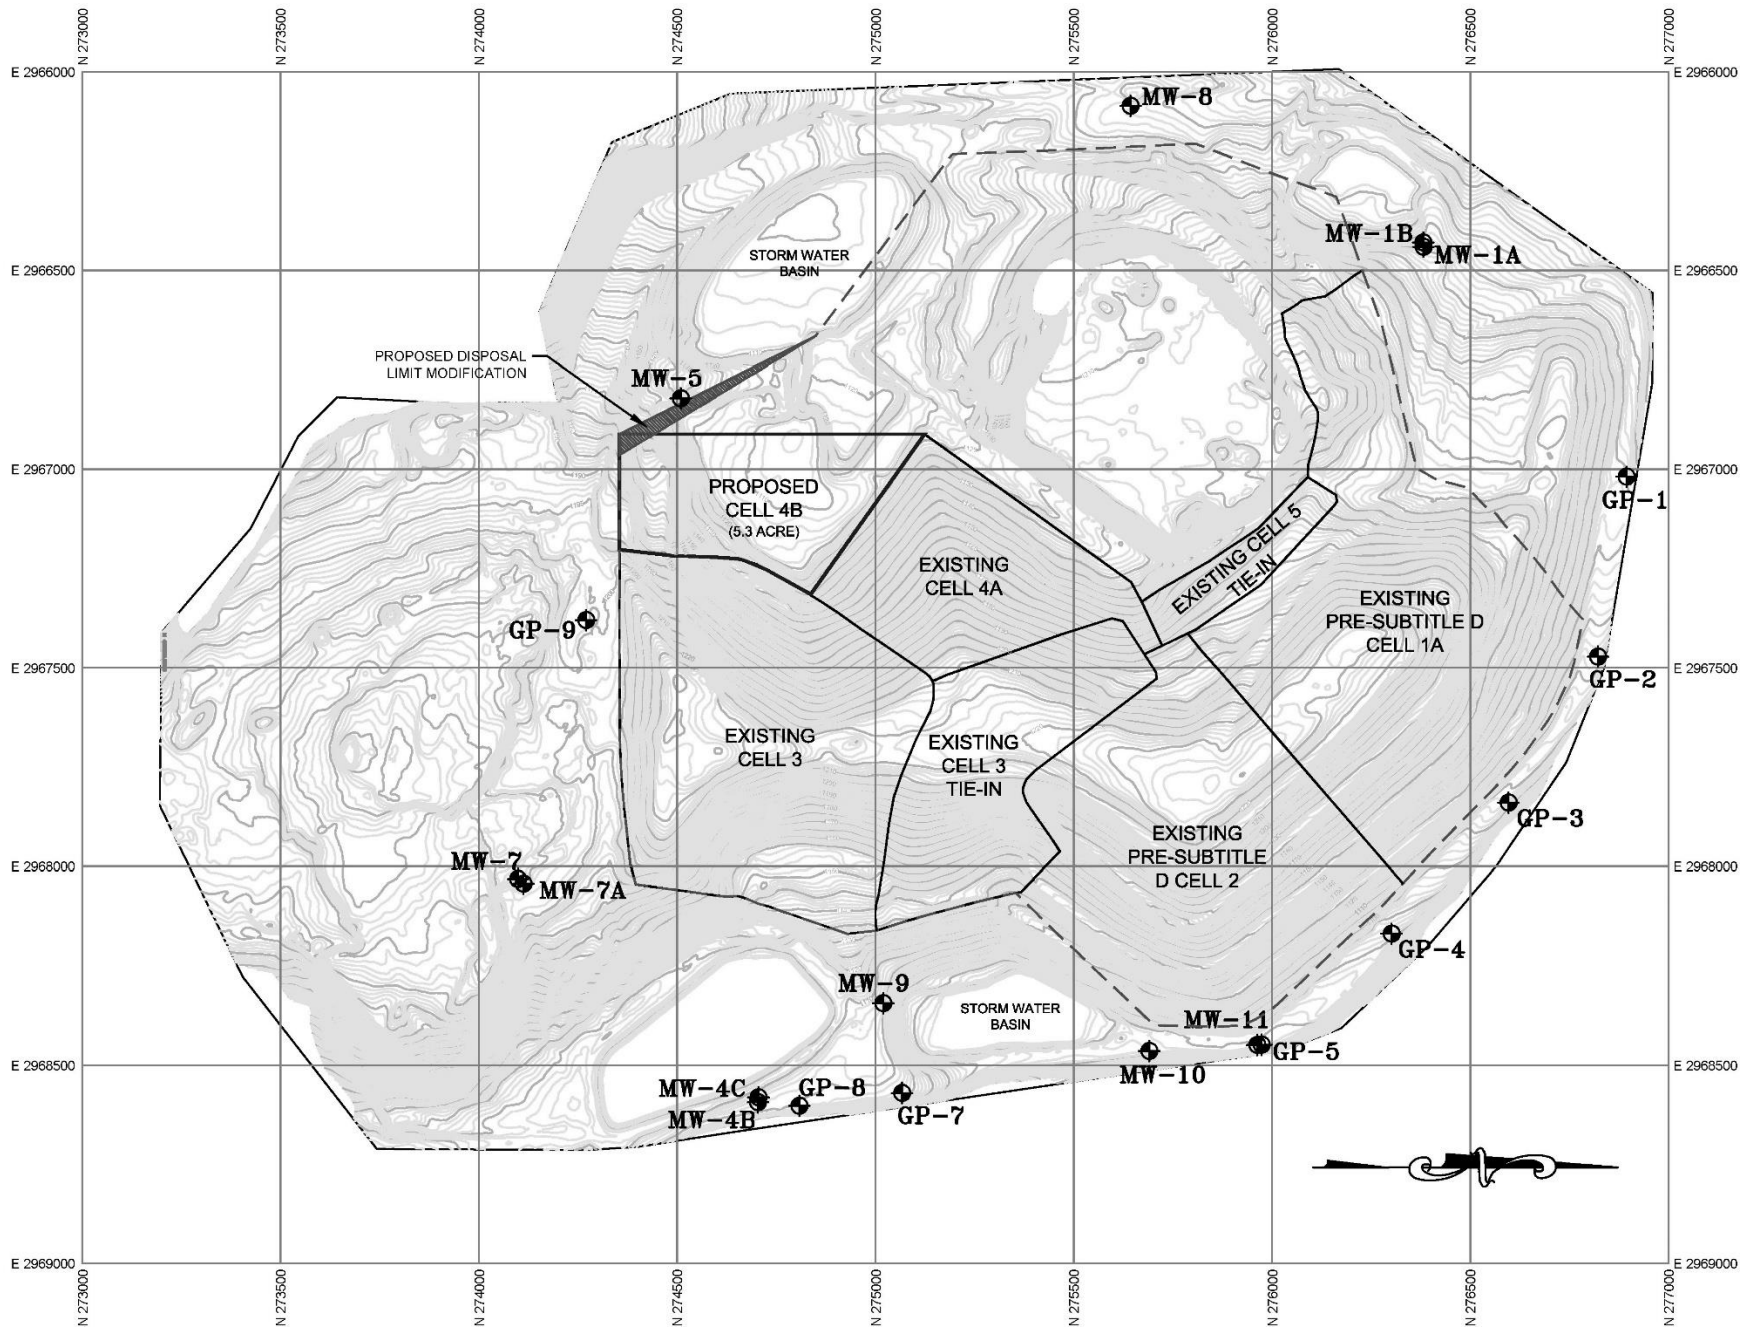 N 273000
N 273500
N 274000
N 274500
N 275000
N 275500
N 276000
N 276500
N 277000
E 2966000
E 2966000
MW-8
MW-1B
MW-1A
STORM WATER
BASIN
E 2966500
E 2966500
PROPOSED DISPOSAL
LIMIT MODIFICATION
MW-5
E 2967000
E 2967000
GP-1
PROPOSED
CELL 4B
(5.3 ACRE)
EXISTING
CELL 4A
EXISTING CELL 5
TIE-IN
EXISTING
PRE-SUBTITLE D
CELL 1A
GP-9
E 2967500
E 2967500
GP-2
EXISTING
CELL 3
EXISTING
CELL 3
TIE-IN
GP-3
EXISTING
PRE-SUBTITLE
D CELL 2
E 2968000
E 2968000
MW-7
MW-7A
GP-4
MW-9
STORM WATER
BASIN
MW-11
GP-5
MW-10
E 2968500
E 2968500
MW-4C
GP-8
MW-4B
GP-7
N
E 2969000
E 2969000
N 273000
N 273500
N 274000
N 274500
N 275000
N 275500
N 276000
N 276500
N 277000